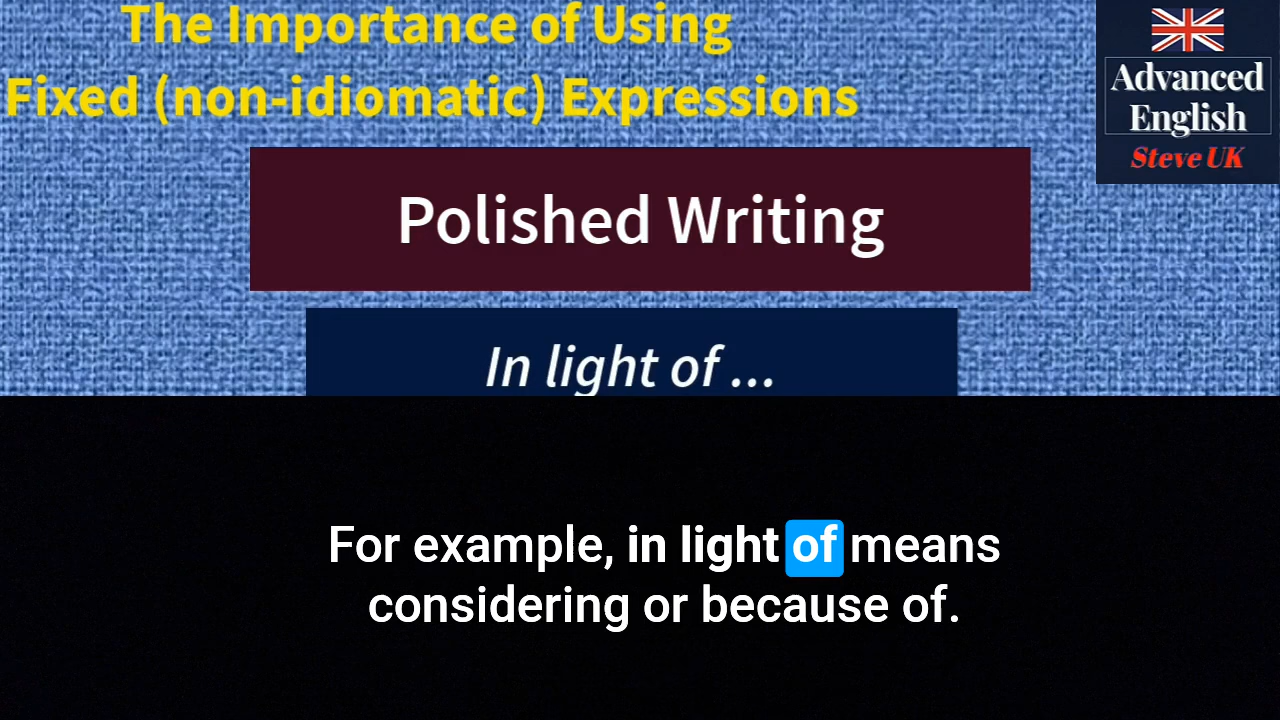 The Importance of Using
Fixed (non-idiomatic) Expressions
Advanced
English
Steve UK
Polished Writing
In light of ...
For example, in light of means
considering or because of.